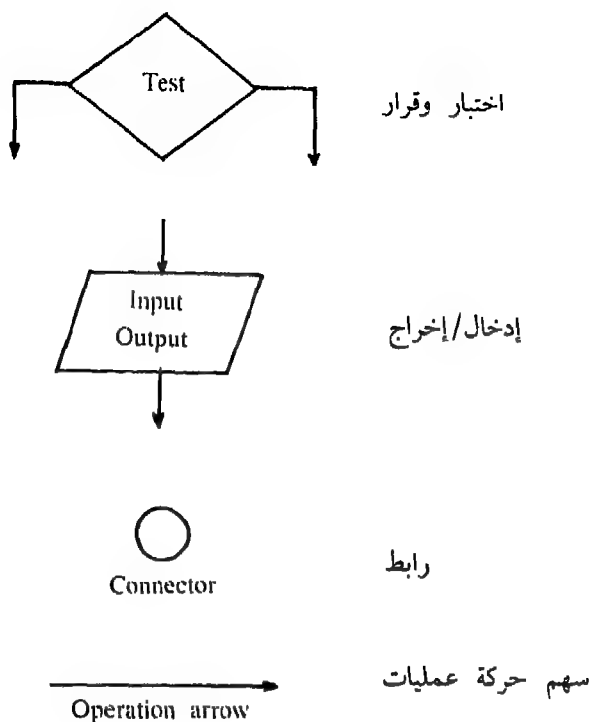 Test
اختبار وقرار
Input
Output
إدخال/إخراج
رابط
Connector
سهم حركة عمليات
Operation arrow